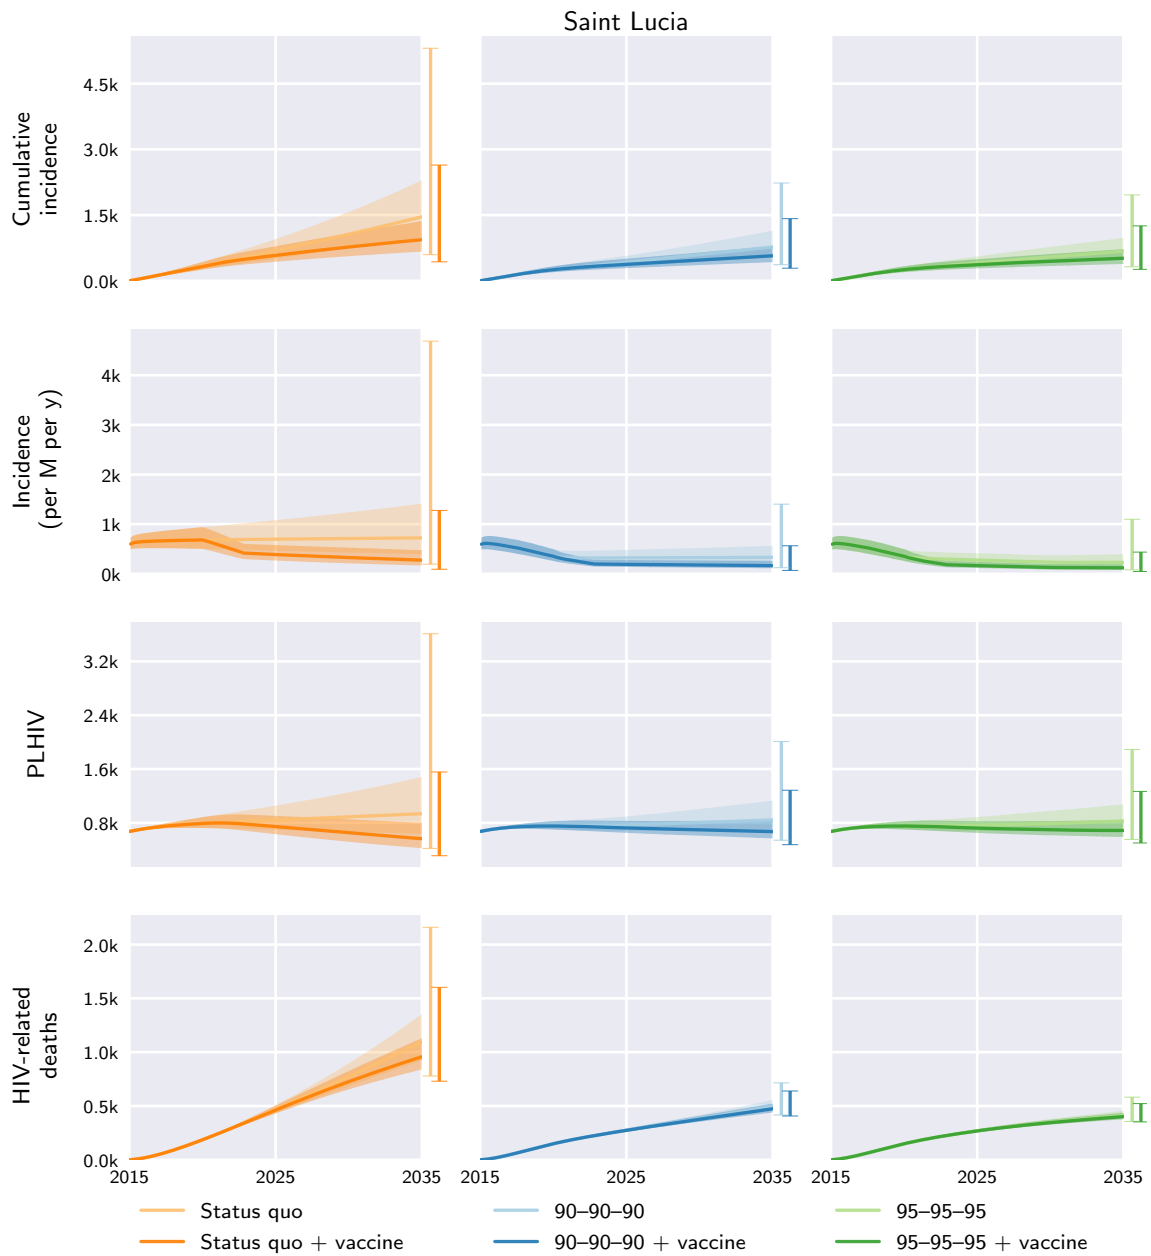 Saint Lucia
Cumulative
incidence
4.5k
3.0k
1.5k
0.0k
Incidence
(per M per y)
4k
3k
2k
1k
0k
PLHIV
3.2k
2.4k
1.6k
0.8k
HIV-related
deaths
2.0k
1.5k
1.0k
0.5k
0.0k
2015 2025 2035 2015 2025 2035 2015 2025 2035
Status quo 90–90–90 95–95–95
Status quo + vaccine 90–90–90 + vaccine 95–95–95 + vaccine